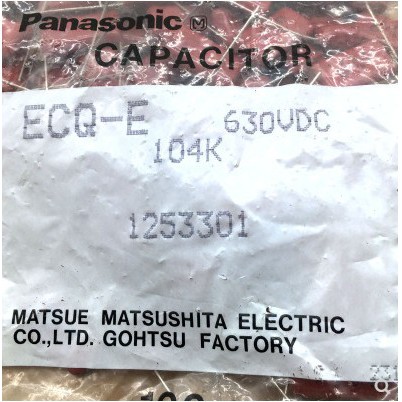 Panasonic M
CAPACITOR
ECQ-E 630VDC
104K
1253301
MATSUE MATSUSHITA ELECTRIC
CO.,LTD. GOHTSU FACTORY